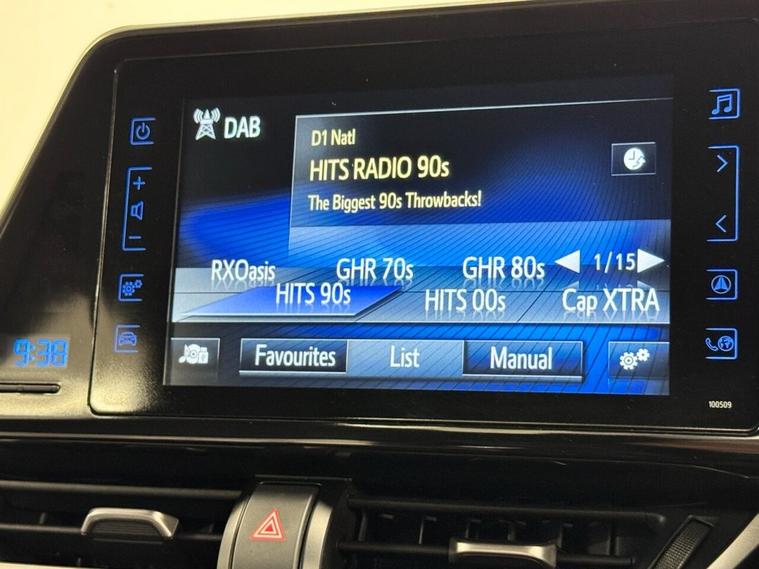 DAB
D1 Natl
HITS RADIO 90s
The Biggest 90s Throwbacks!
RXOasis GHR 70s GHR 80s 1/15
HITS 90s HITS 00s Cap XTRA
Favourites List Manual
9:38
100509